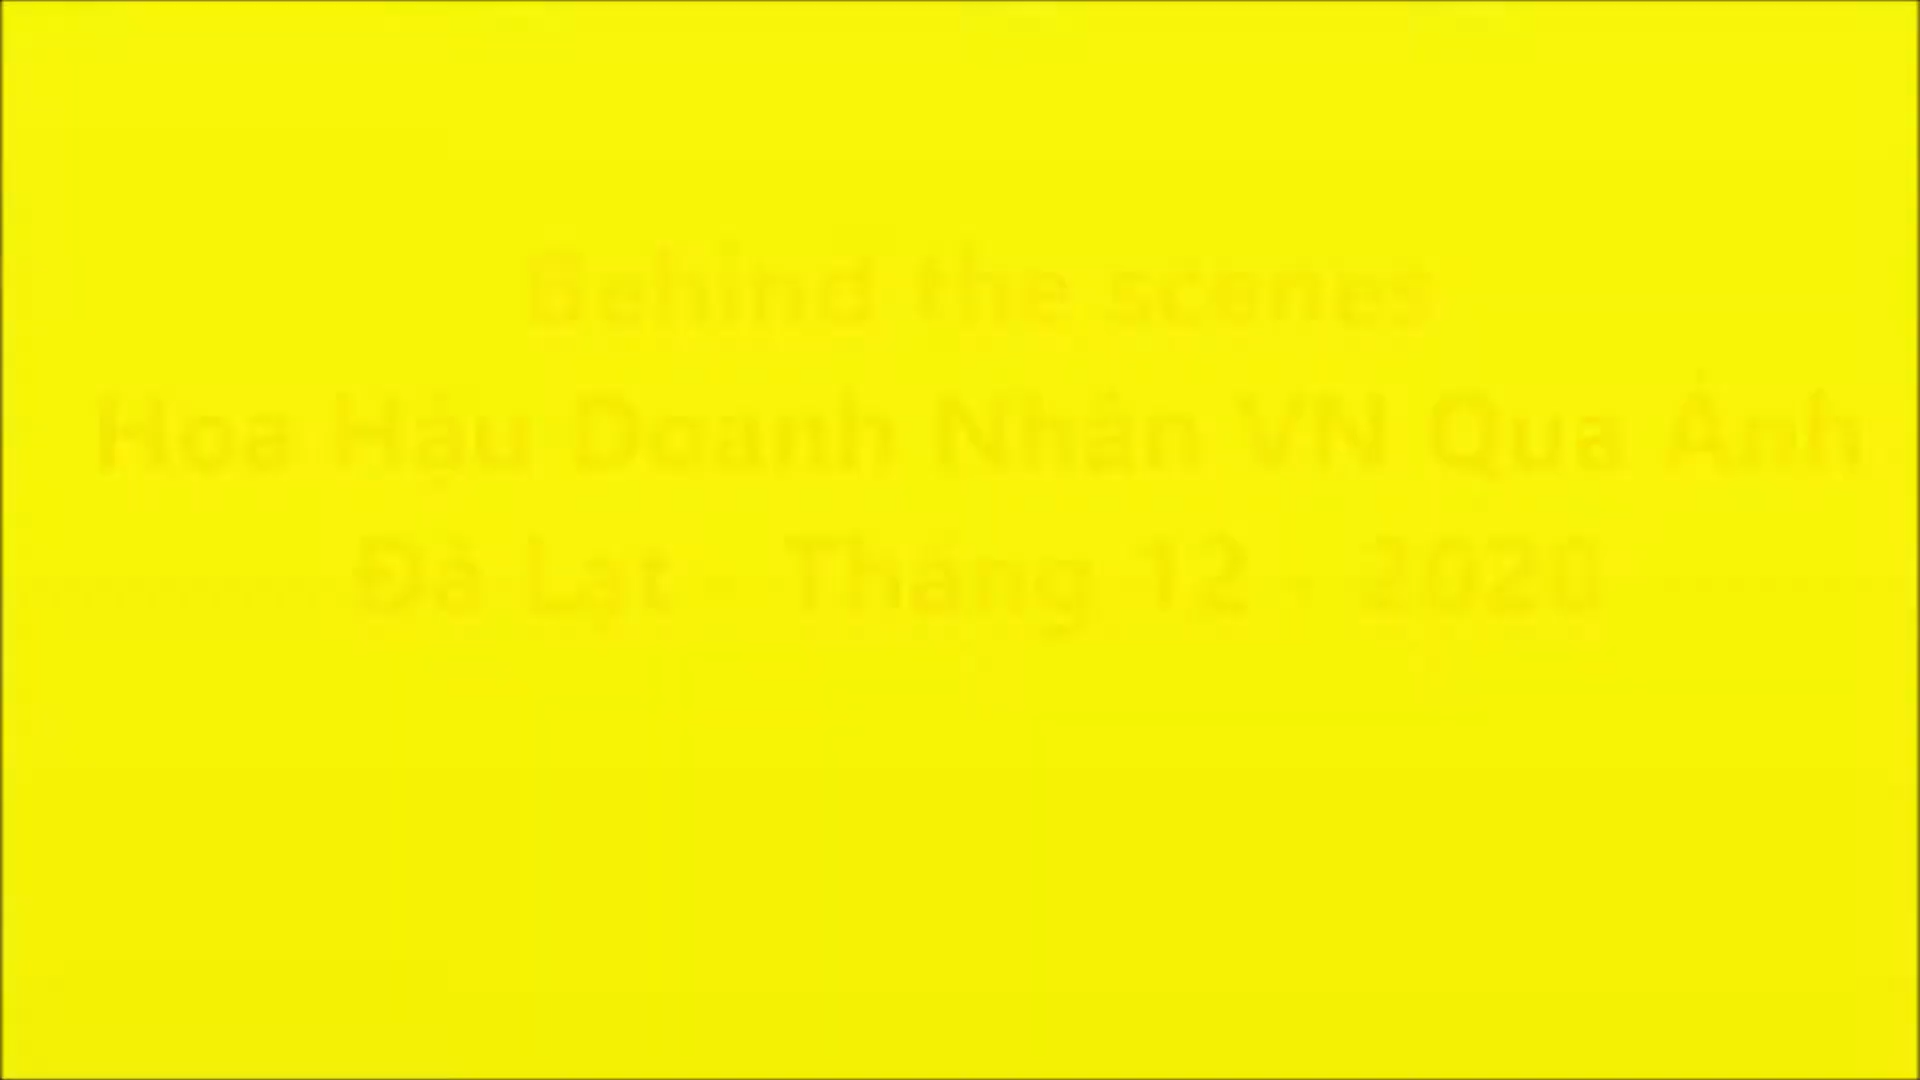 Behind the scenes
Hoa Hậu Doanh Nhân VN Qua Ảnh
Đà Lạt - Tháng 12 - 2020